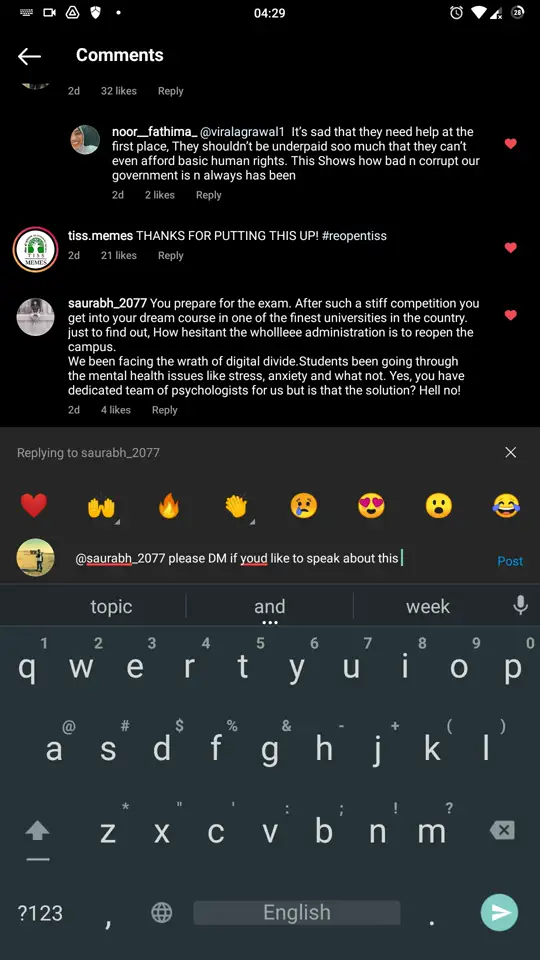 04:29
28
Comments
2d 32 likes Reply
noor__fathima_ @viralagrawal1 It's sad that they need help at the
first place, They shouldn't be underpaid soo much that they can't
even afford basic human rights. This Shows how bad n corrupt our
government is n always has been
2d 2 likes Reply
tiss.memes THANKS FOR PUTTING THIS UP! #reopentiss
2d 21 likes Reply
TISS
MEMES
saurabh_2077 You prepare for the exam. After such a stiff competition you
get into your dream course in one of the finest universities in the country.
just to find out, How hesitant the whollleee administration is to reopen the
campus.
We been facing the wrath of digital divide.Students been going through
the mental health issues like stress, anxiety and what not. Yes, you have
dedicated team of psychologists for us but is that the solution? Hell no!
2d 4 likes Reply
Replying to saurabh_2077
@saurabh_2077 please DM if youd like to speak about this
Post
topic and week
1 2 3 4 5 6 7 8 9 0
q w e r t y u i o p
@ # $ % & - + ( )
a s d f g h j k l
* " ' : ; ! ?
z x c v b n m
?123 , English .